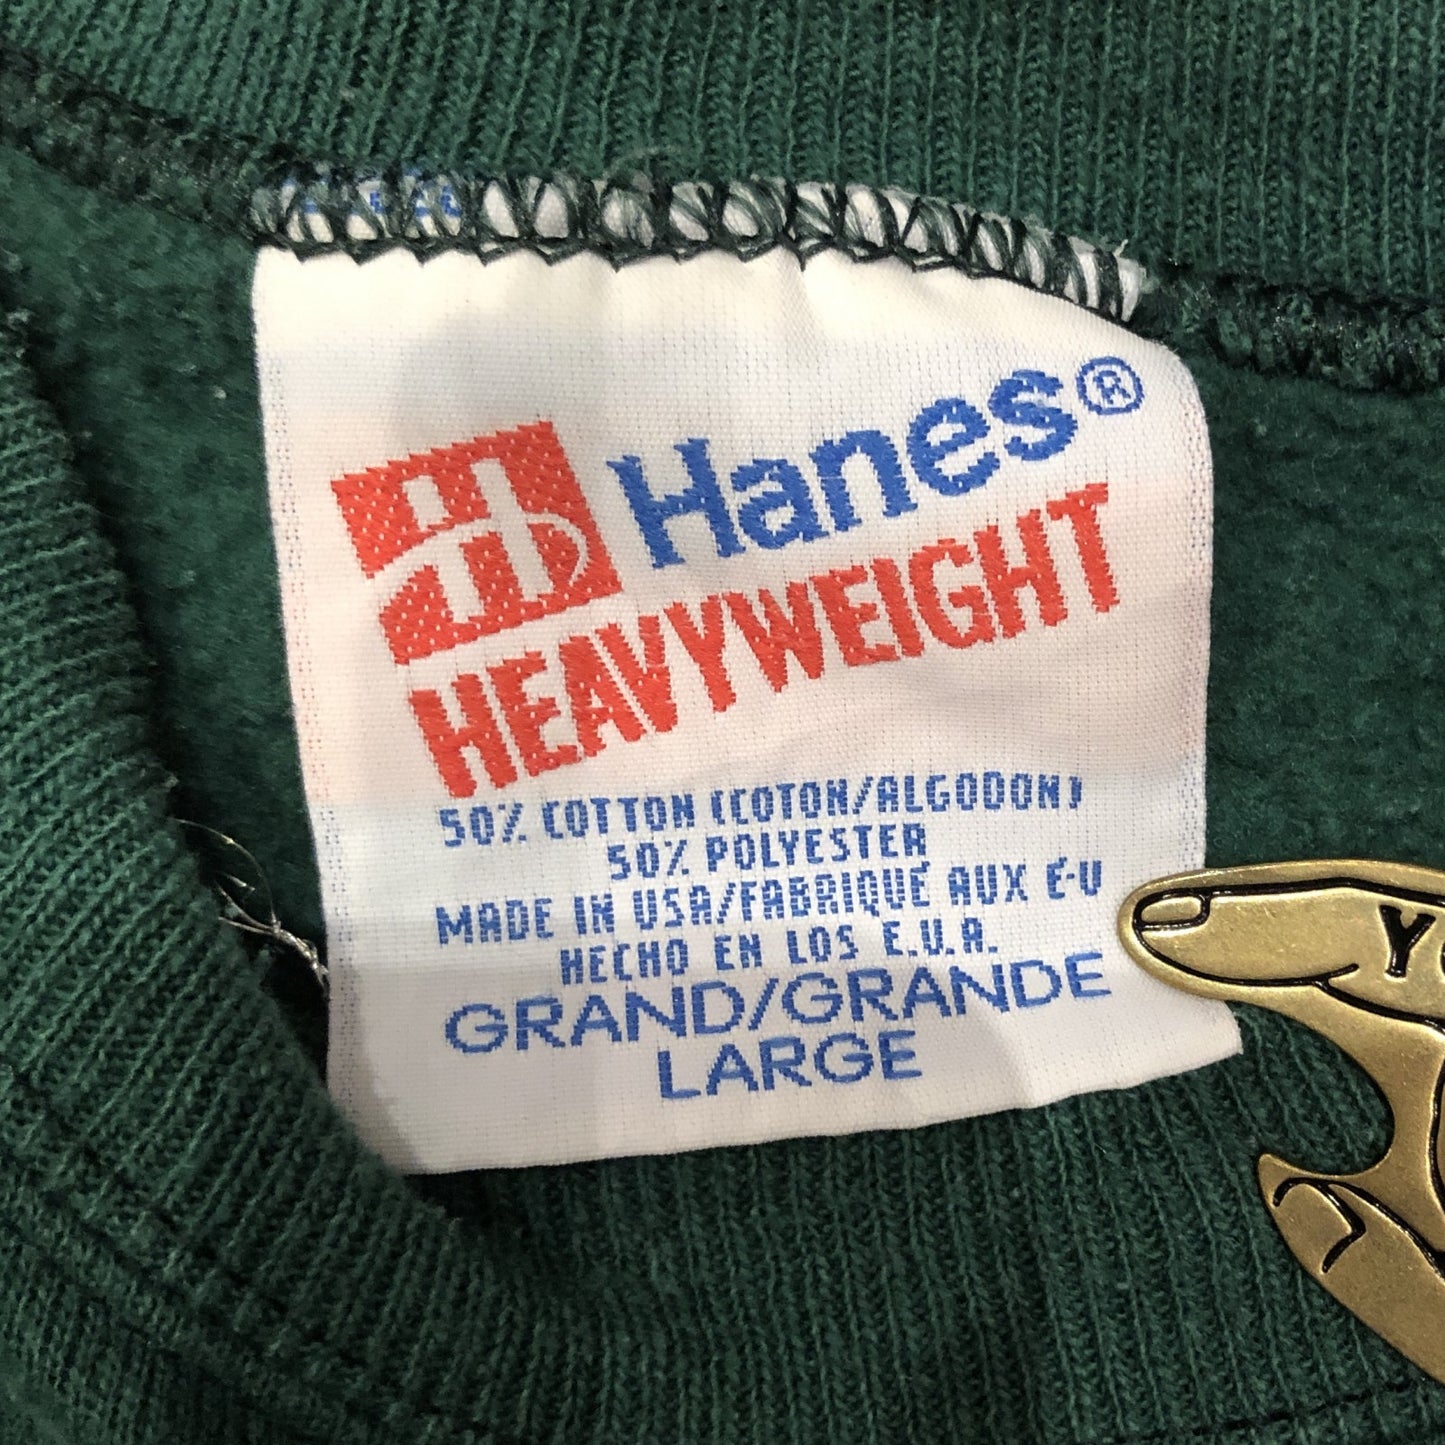 Hanes®
HEAVYWEIGHT
50% COTTON (COTON/ALGODON)
50% POLYESTER
MADE IN USA/FABRIQUÉ AUX É-U
HECHO EN LOS E.U.A.
GRAND/GRANDE
LARGE